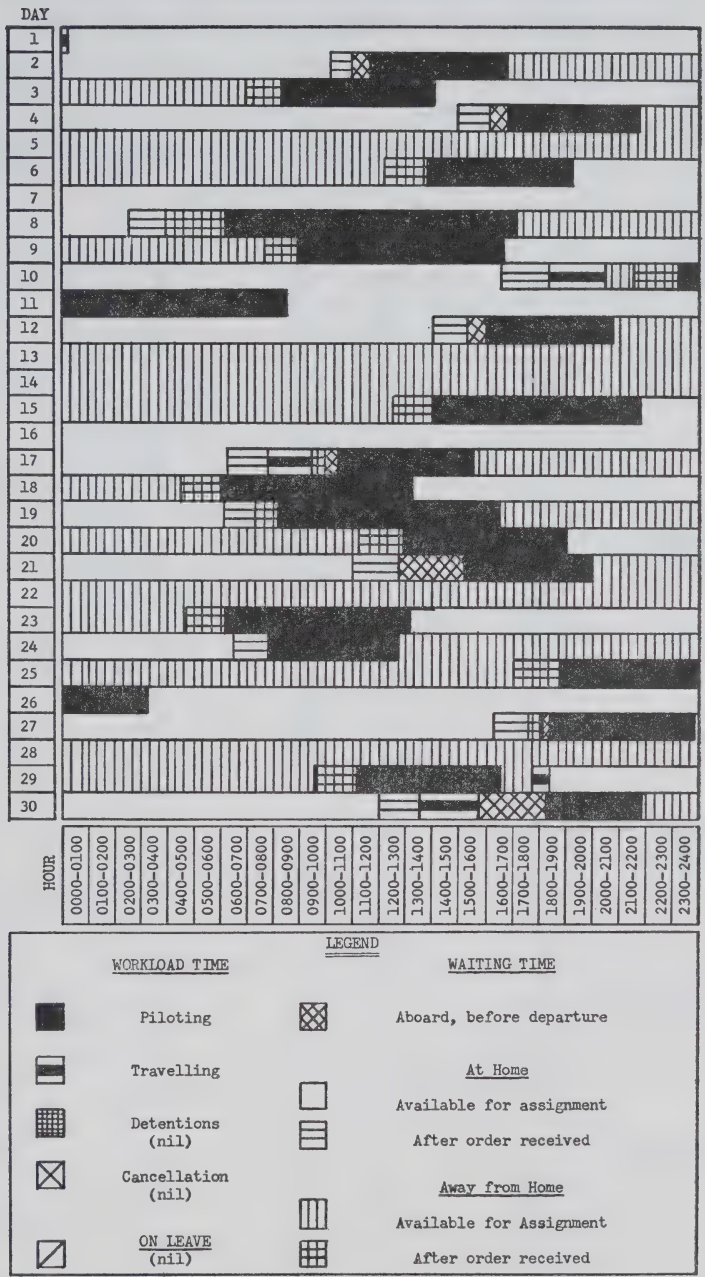 DAY
1
2
3
4
5
6
7
8
9
10
11
12
13
14
15
16
17
18
19
20
21
22
23
24
25
26
27
28
29
30
HOUR
0000-0100
0100-0200
0200-0300
0300-0400
0400-0500
0500-0600
0600-0700
0700-0800
0800-0900
0900-1000
1000-1100
1100-1200
1200-1300
1300-1400
1400-1500
1500-1600
1600-1700
1700-1800
1800-1900
1900-2000
2000-2100
2100-2200
2200-2300
2300-2400
LEGEND
WORKLOAD TIME
Piloting
Travelling
Detentions
(nil)
Cancellation
(nil)
ON LEAVE
(nil)
WAITING TIME
Aboard, before departure
At Home
Available for assignment
After order received
Away from Home
Available for Assignment
After order received